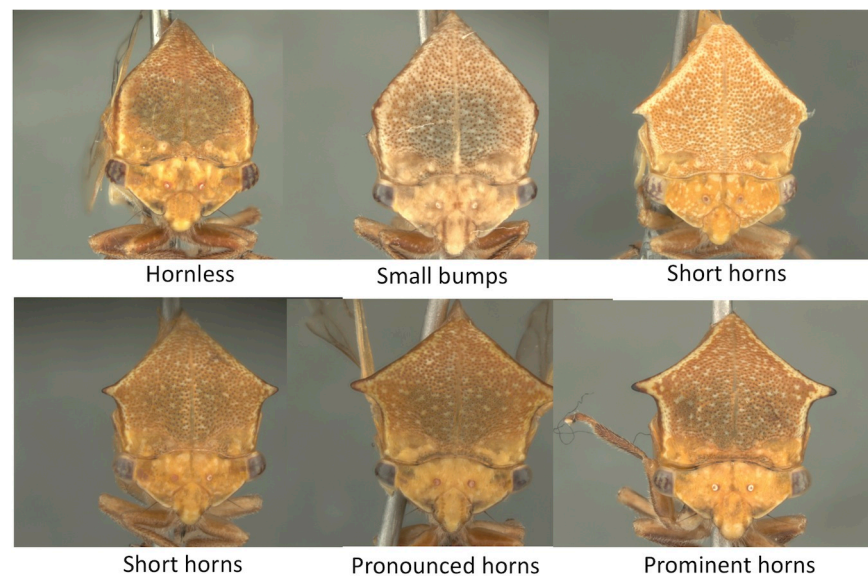 Hornless
Small bumps
Short horns
Short horns
Pronounced horns
Prominent horns